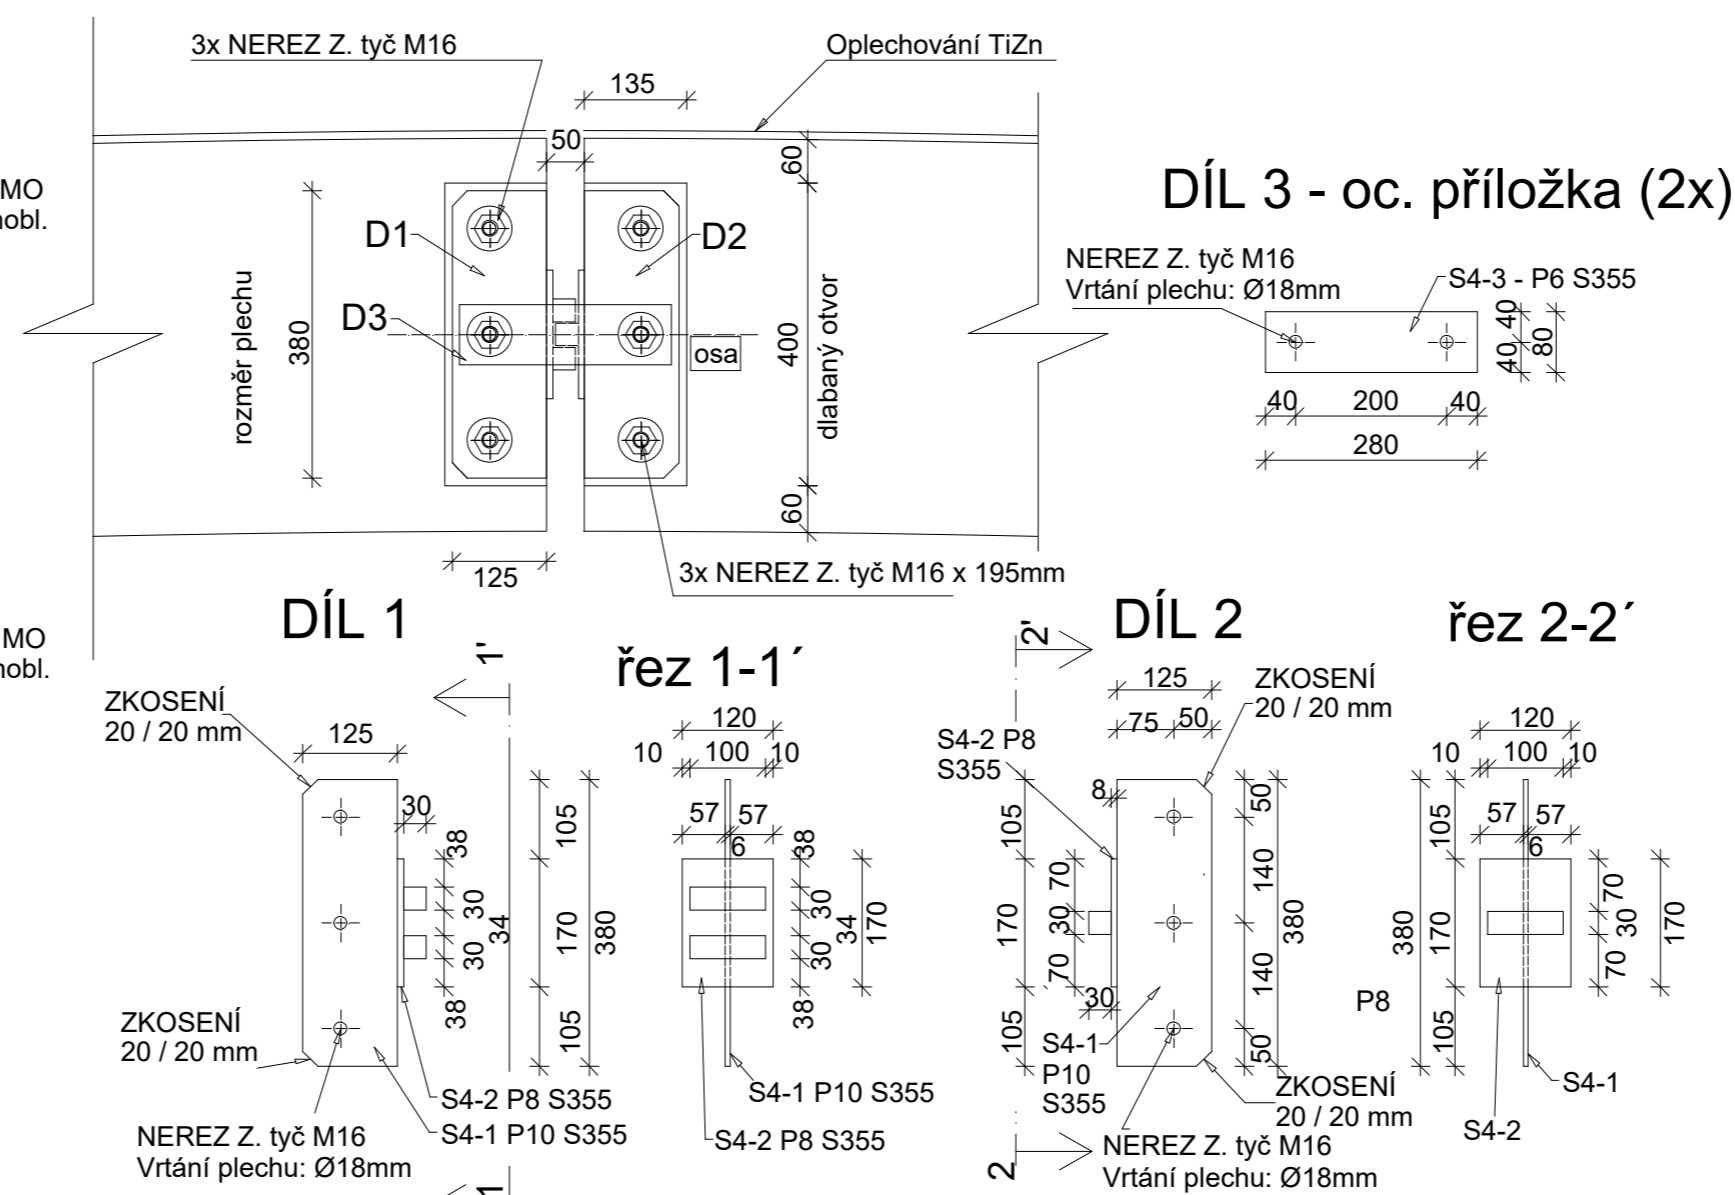 3x NEREZ Z. tyč M16
Oplechování TiZn
135
50
60
MO
nobl.
D1
D2
D3
rozměr plechu
380
osa
400
dlabaný otvor
60
125
3x NEREZ Z. tyč M16 x 195mm
DÍL 3 - oc. příložka (2x)
NEREZ Z. tyč M16
Vrtání plechu: Ø18mm
S4-3 - P6 S355
40
40
80
40
200
40
280
MO
nobl.
DÍL 1
1'
ZKOSENÍ
20 / 20 mm
125
30
38
30
34
30
38
105
170
105
380
ZKOSENÍ
20 / 20 mm
S4-2 P8 S355
S4-1 P10 S355
NEREZ Z. tyč M16
Vrtání plechu: Ø18mm
1
řez 1-1´
120
10
100
10
57
57
6
38
30
34
30
38
170
S4-1 P10 S355
S4-2 P8 S355
DÍL 2
2'
125
75
50
ZKOSENÍ
20 / 20 mm
S4-2 P8
S355
8
105
170
105
70
30
70
30
50
140
140
50
380
S4-1
P10
S355
ZKOSENÍ
20 / 20 mm
NEREZ Z. tyč M16
Vrtání plechu: Ø18mm
2
řez 2-2´
120
10
100
10
57
57
6
380
105
170
105
70
30
70
170
P8
S4-1
S4-2